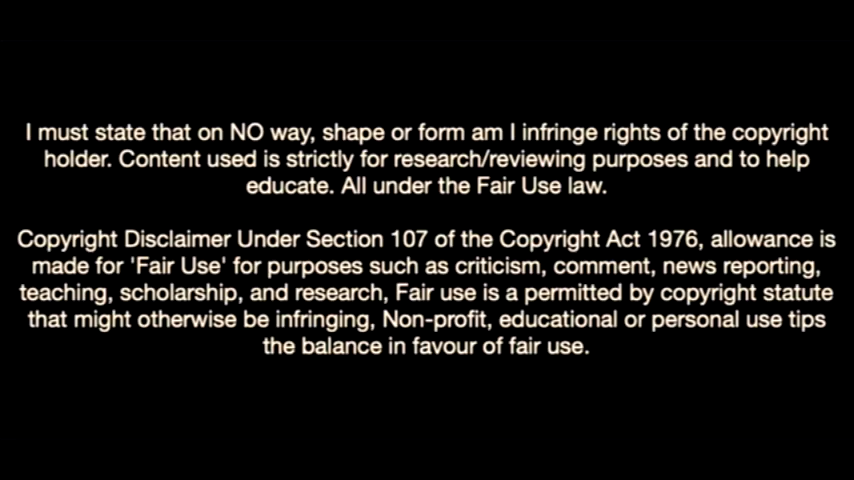 I must state that on NO way, shape or form am I infringe rights of the copyright
holder. Content used is strictly for research/reviewing purposes and to help
educate. All under the Fair Use law.
Copyright Disclaimer Under Section 107 of the Copyright Act 1976, allowance is
made for 'Fair Use' for purposes such as criticism, comment, news reporting,
teaching, scholarship, and research, Fair use is a permitted by copyright statute
that might otherwise be infringing, Non-profit, educational or personal use tips
the balance in favour of fair use.